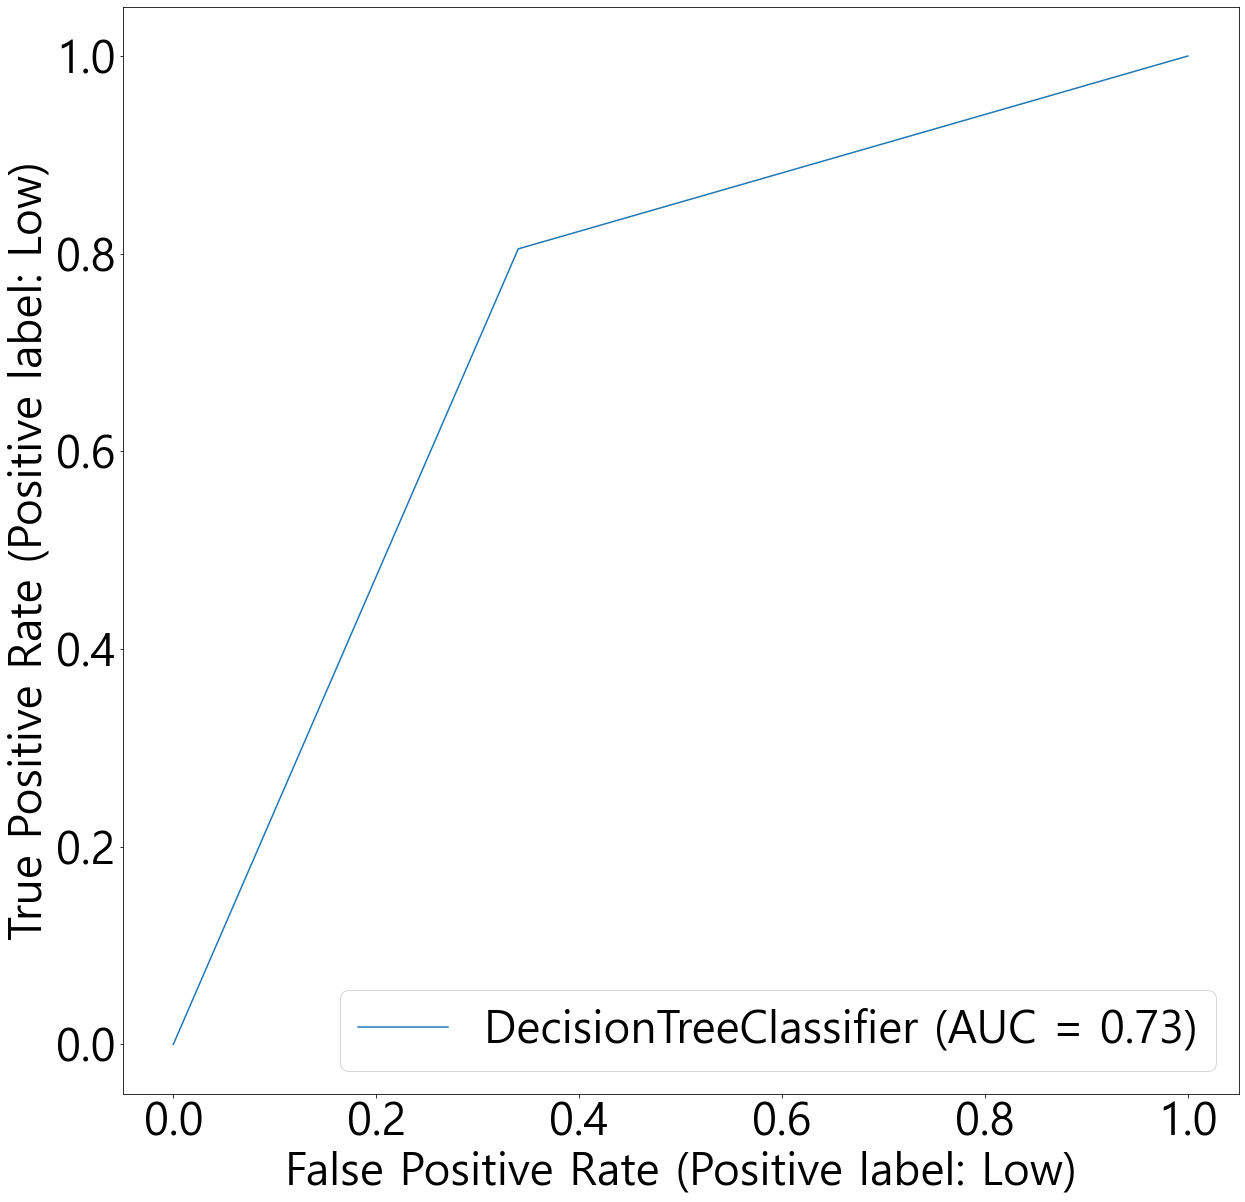 True Positive Rate (Positive label: Low)
1.0
0.8
0.6
0.4
0.2
0.0
DecisionTreeClassifier (AUC = 0.73)
0.0 0.2 0.4 0.6 0.8 1.0
False Positive Rate (Positive label: Low)